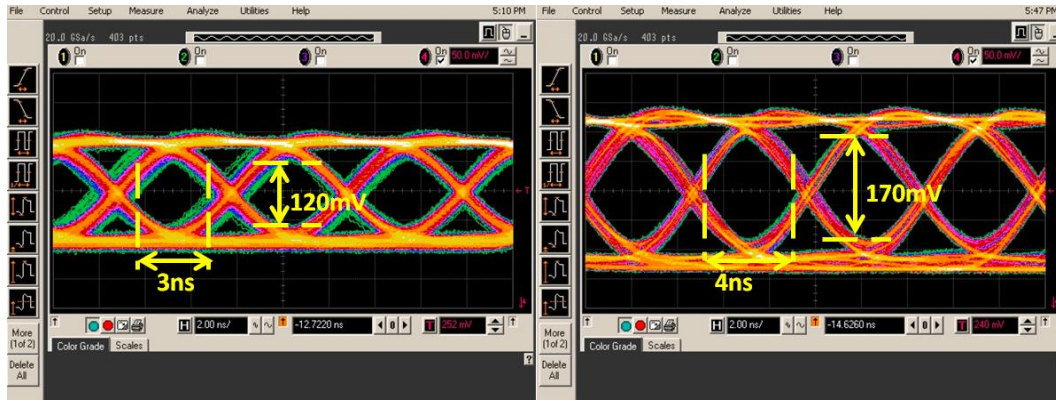 File Control Setup Measure Analyze Utilities Help 5:10 PM
20.0 GSa/s 403 pts
1 On 2 On 3 On 4 On 50.0 mV/
T
120mV
3ns
More
(1of 2)
Delete
All
H 2.00 ns/ -12.7220 ns 0 T 252 mV
Color Grade Scales
?
File Control Setup Measure Analyze Utilities Help 5:47 PM
20.0 GSa/s 403 pts
1 On 2 On 3 On 4 On 50.0 mV/
T
170mV
4ns
More
(1of 2)
Delete
All
H 2.00 ns/ -14.6260 ns 0 T 240 mV
Color Grade Scales